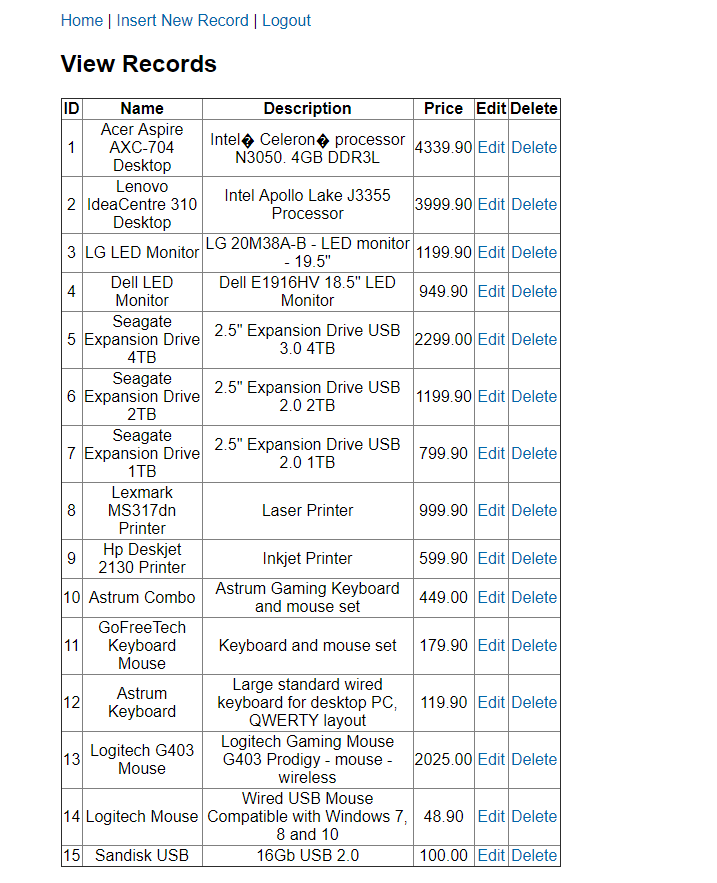 Home | Insert New Record | Logout
View Records
ID Name Description Price Edit Delete
1 Acer Aspire AXC-704 Desktop Intel� Celeron� processor N3050. 4GB DDR3L 4339.90 Edit Delete
2 Lenovo IdeaCentre 310 Desktop Intel Apollo Lake J3355 Processor 3999.90 Edit Delete
3 LG LED Monitor LG 20M38A-B - LED monitor - 19.5" 1199.90 Edit Delete
4 Dell LED Monitor Dell E1916HV 18.5" LED Monitor 949.90 Edit Delete
5 Seagate Expansion Drive 4TB 2.5" Expansion Drive USB 3.0 4TB 2299.00 Edit Delete
6 Seagate Expansion Drive 2TB 2.5" Expansion Drive USB 2.0 2TB 1199.90 Edit Delete
7 Seagate Expansion Drive 1TB 2.5" Expansion Drive USB 2.0 1TB 799.90 Edit Delete
8 Lexmark MS317dn Printer Laser Printer 999.90 Edit Delete
9 Hp Deskjet 2130 Printer Inkjet Printer 599.90 Edit Delete
10 Astrum Combo Astrum Gaming Keyboard and mouse set 449.00 Edit Delete
11 GoFreeTech Keyboard Mouse Keyboard and mouse set 179.90 Edit Delete
12 Astrum Keyboard Large standard wired keyboard for desktop PC, QWERTY layout 119.90 Edit Delete
13 Logitech G403 Mouse Logitech Gaming Mouse G403 Prodigy - mouse - wireless 2025.00 Edit Delete
14 Logitech Mouse Wired USB Mouse Compatible with Windows 7, 8 and 10 48.90 Edit Delete
15 Sandisk USB 16Gb USB 2.0 100.00 Edit Delete